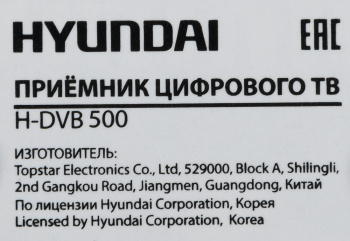 HYUNDAI EAC
ПРИЁМНИК ЦИФРОВОГО ТВ
H-DVB 500
ИЗГОТОВИТЕЛЬ:
Topstar Electronics Co., Ltd, 529000, Block A, Shilingli,
2nd Gangkou Road, Jiangmen, Guangdong, Китай
По лицензии Hyundai Corporation, Корея
Licensed by Hyundai Corporation, Korea